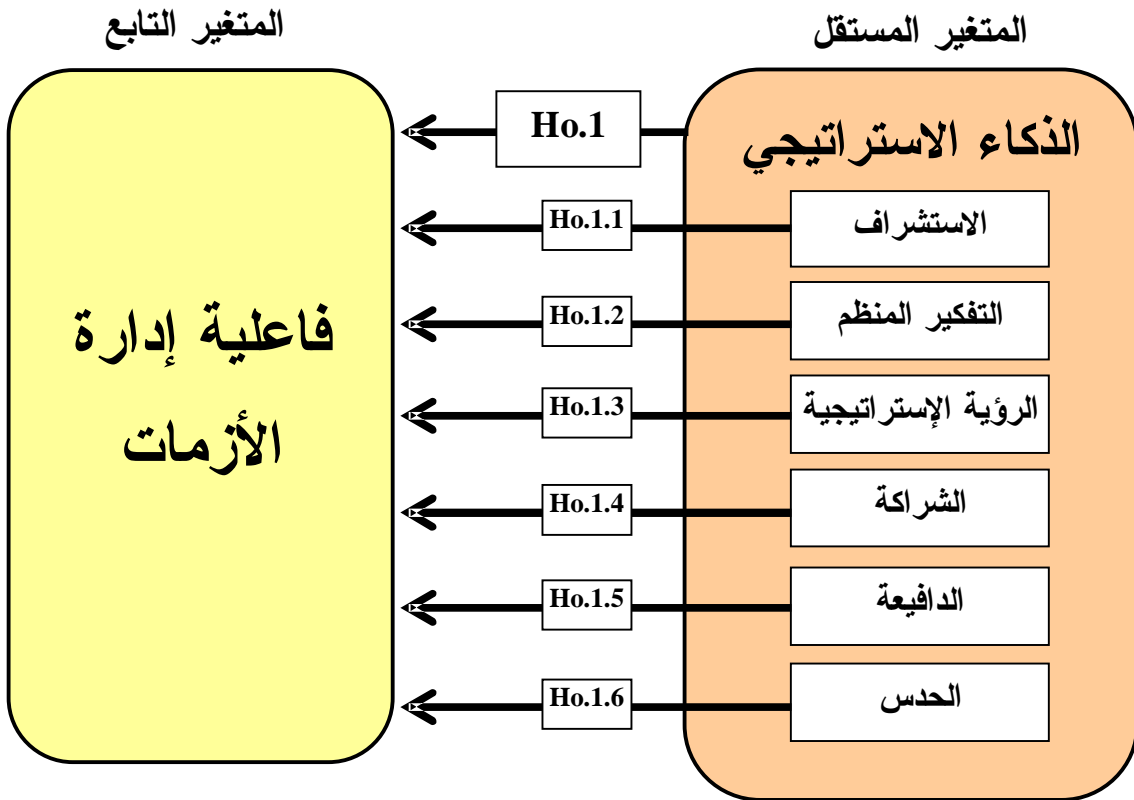 المتغير المستقل
المتغير التابع
الذكاء الاستراتيجي
Ho.1
الاستشراف
Ho.1.1
التفكير المنظم
Ho.1.2
الرؤية الإستراتيجية
Ho.1.3
الشراكة
Ho.1.4
الدافيعة
Ho.1.5
الحدس
Ho.1.6
فاعلية إدارة
الأزمات